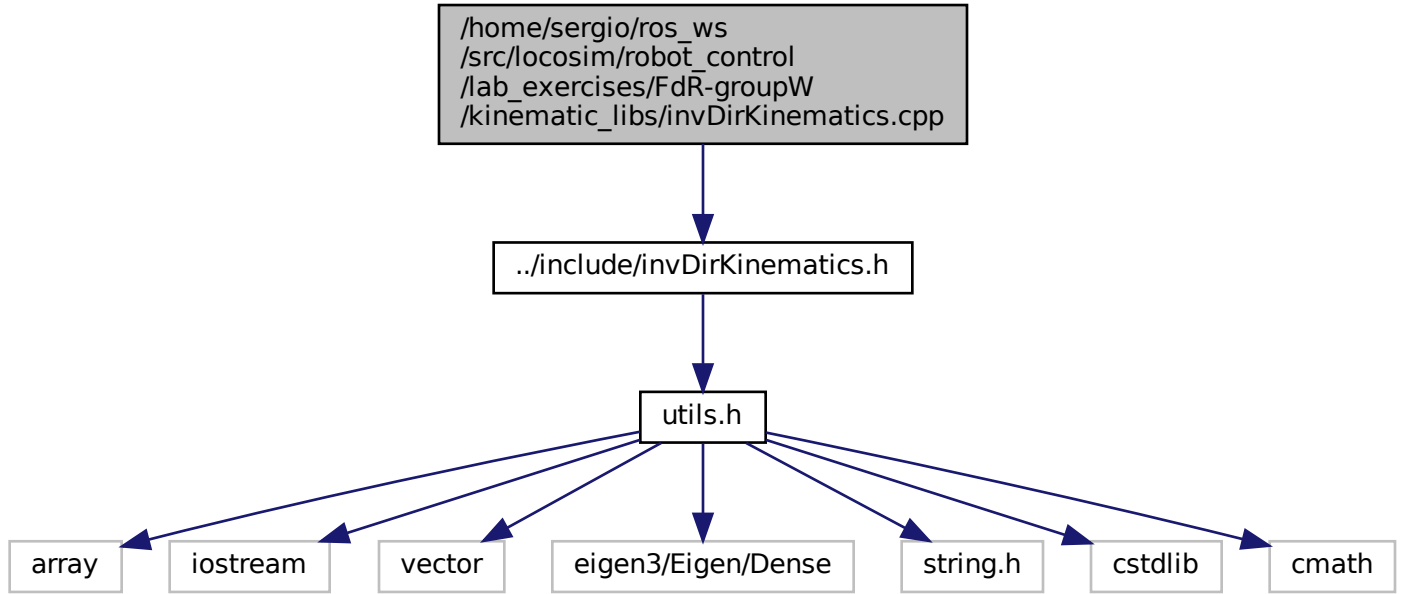 /home/sergio/ros_ws
/src/locosim/robot_control
/lab_exercises/FdR-groupW
/kinematic_libs/invDirKinematics.cpp
../include/invDirKinematics.h
utils.h
array
iostream
vector
eigen3/Eigen/Dense
string.h
cstdlib
cmath